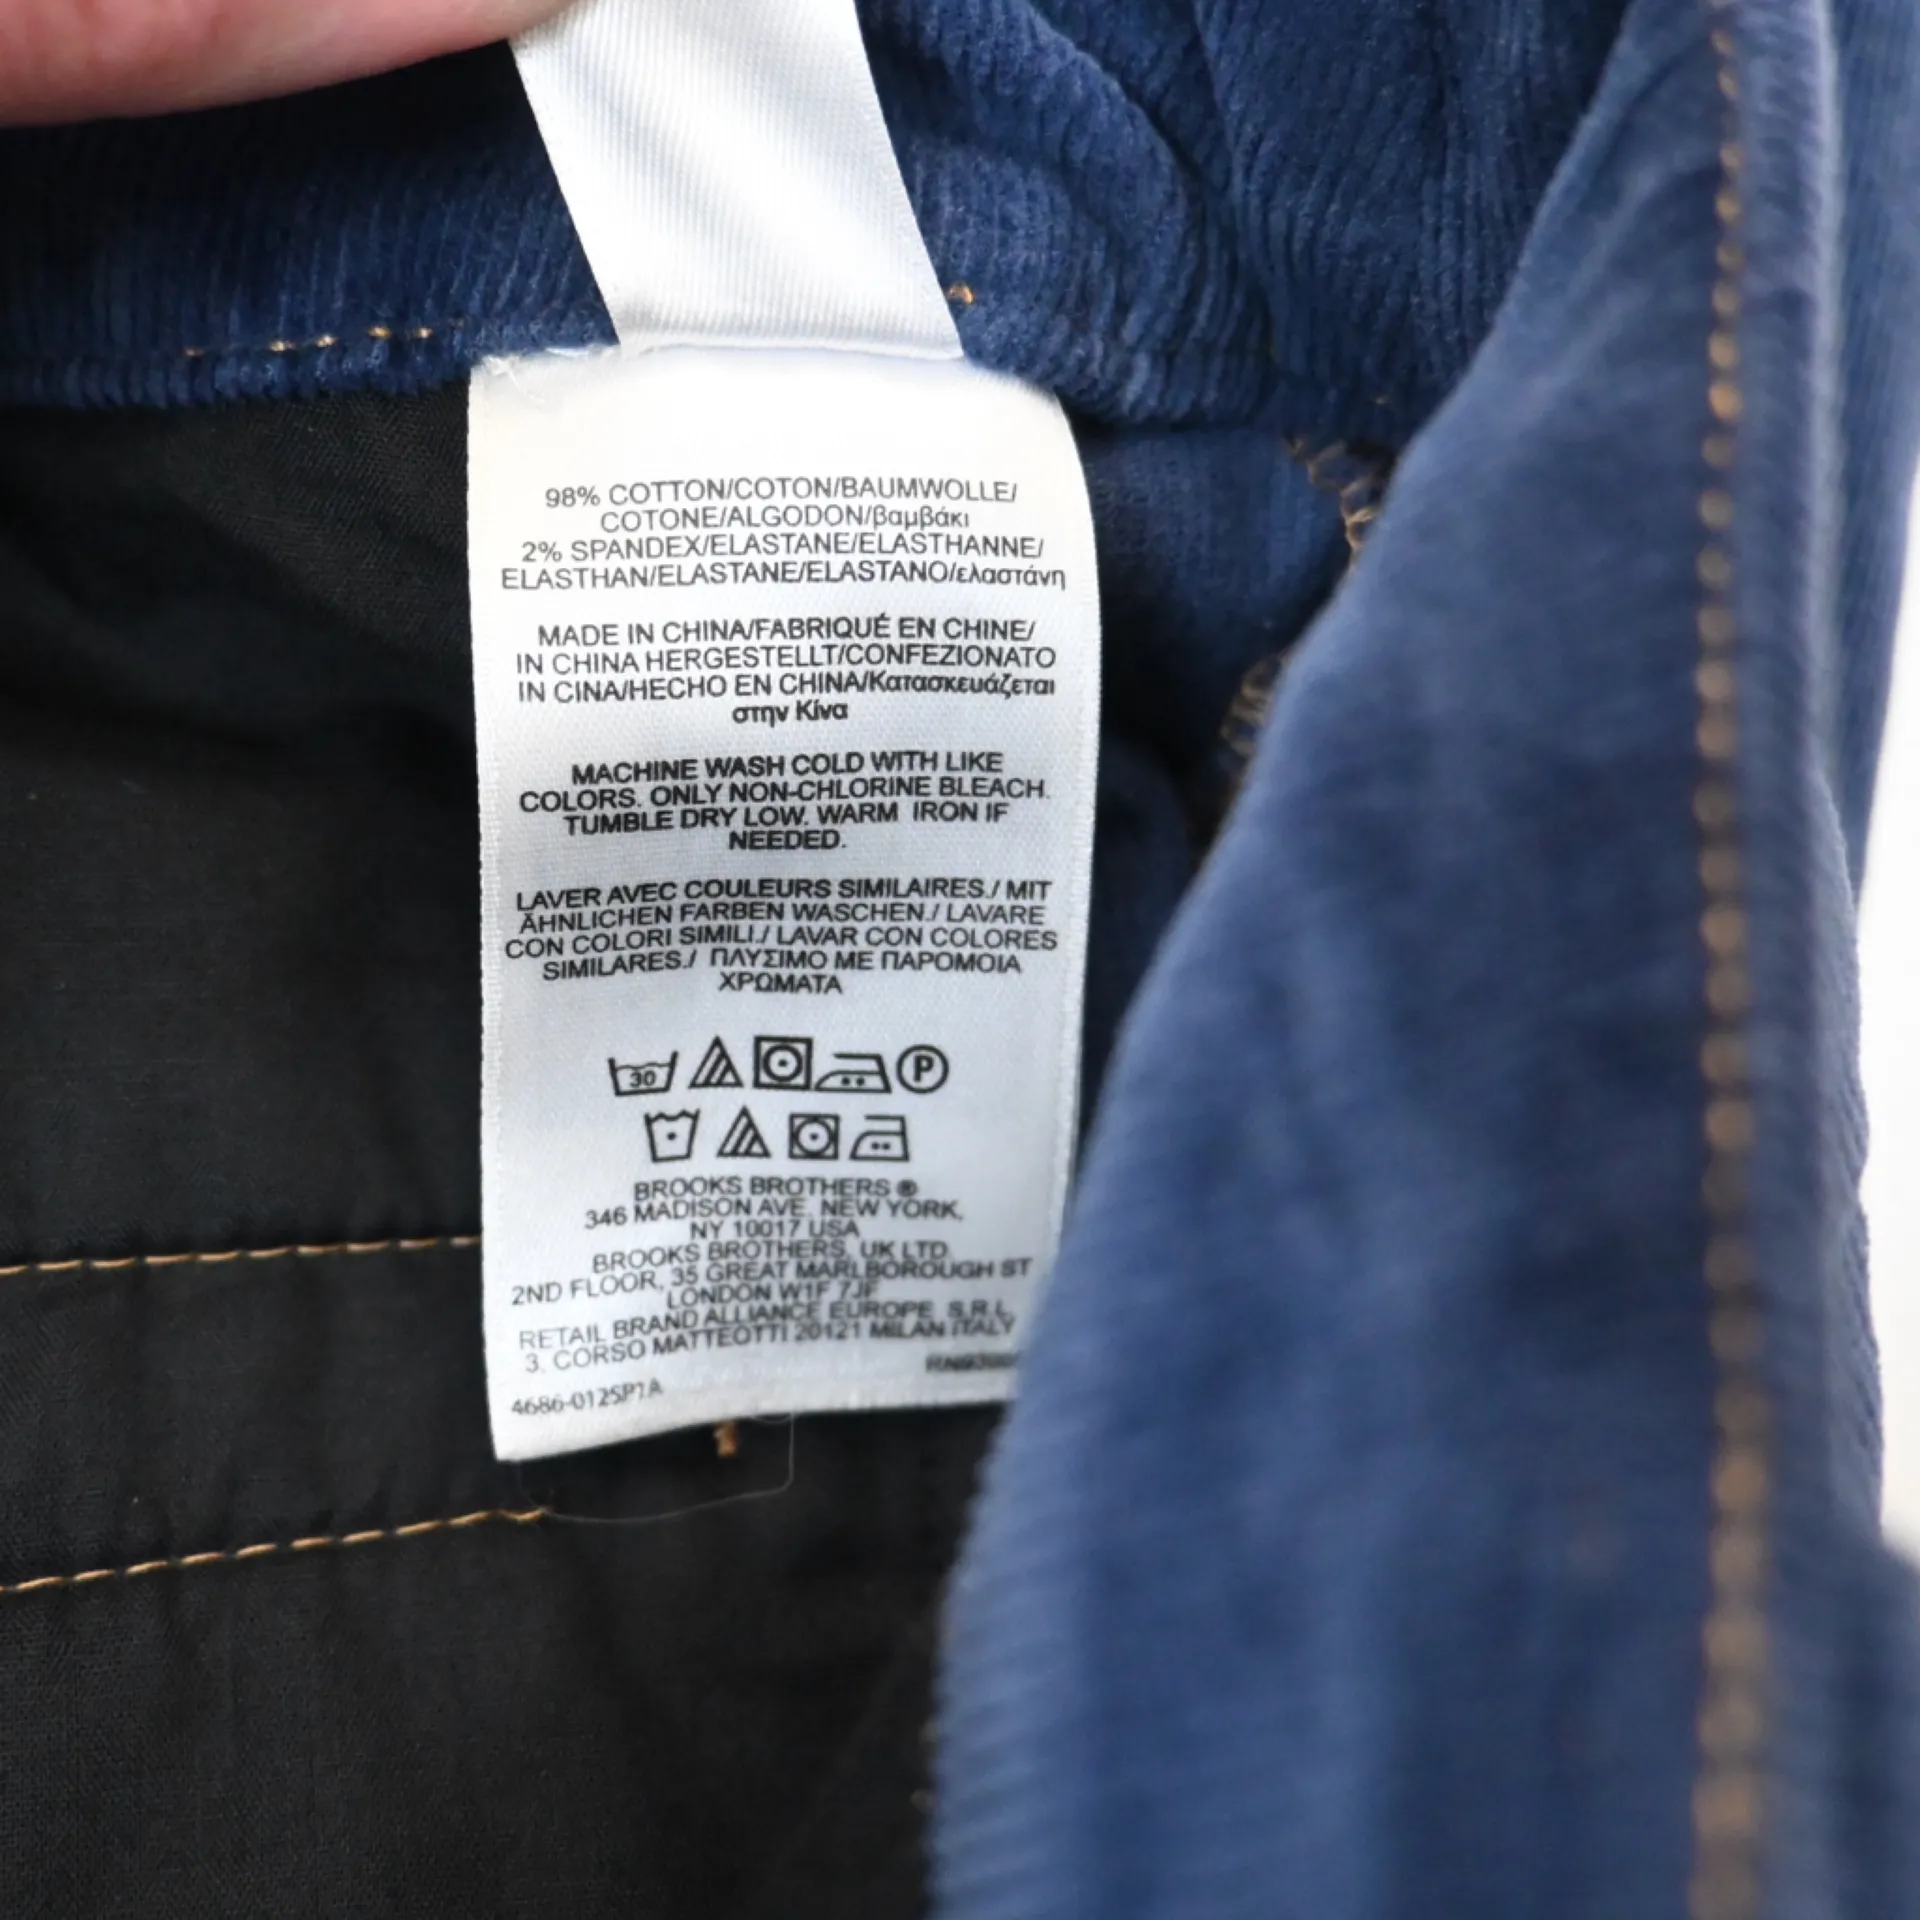 98% COTTON/COTON/BAUMWOLLE/
COTONE/ALGODON/βαμβάκι
2% SPANDEX/ELASTANE/ELASTHANNE/
ELASTHAN/ELASTANE/ELASTANO/ελαστάνη
MADE IN CHINA/FABRIQUÉ EN CHINE/
IN CHINA HERGESTELLT/CONFEZIONATO
IN CINA/HECHO EN CHINA/Κατασκευάζεται
στην Κίνα
MACHINE WASH COLD WITH LIKE
COLORS. ONLY NON-CHLORINE BLEACH.
TUMBLE DRY LOW. WARM IRON IF
NEEDED.
LAVER AVEC COULEURS SIMILAIRES./ MIT
ÄHNLICHEN FARBEN WASCHEN./ LAVARE
CON COLORI SIMILI./ LAVAR CON COLORES
SIMILARES./ ΠΛΥΣΙΜΟ ΜΕ ΠΑΡΟΜΟΙΑ
ΧΡΩΜΑΤΑ
30 P
BROOKS BROTHERS ®
346 MADISON AVE, NEW YORK,
NY 10017 USA
BROOKS BROTHERS, UK LTD.
2ND FLOOR, 35 GREAT MARLBOROUGH ST
LONDON W1F 7JF
RETAIL BRAND ALLIANCE EUROPE, S.R.L.
3, CORSO MATTEOTTI 20121 MILAN ITALY
4686-012SP1A